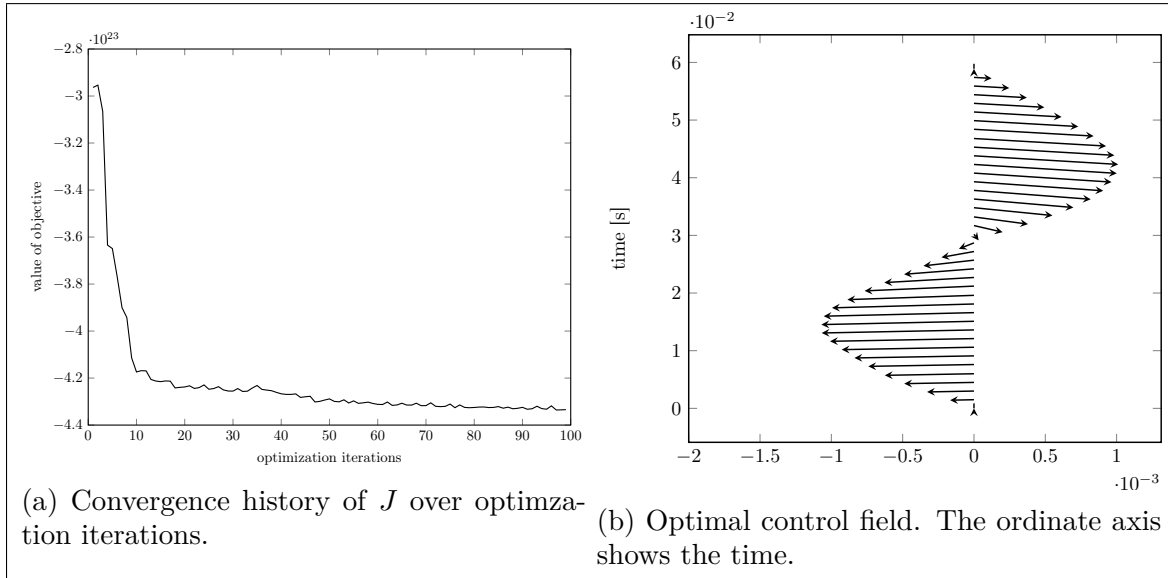 ·10^23
−2.8
−3
−3.2
−3.4
−3.6
−3.8
−4
−4.2
−4.4
value of objective
0 10 20 30 40 50 60 70 80 90 100
optimization iterations
(a) Convergence history of J over optimza-
tion iterations.
·10^−2
6
5
4
3
2
1
0
time [s]
−2 −1.5 −1 −0.5 0 0.5 1
·10^−3
(b) Optimal control field. The ordinate axis
shows the time.